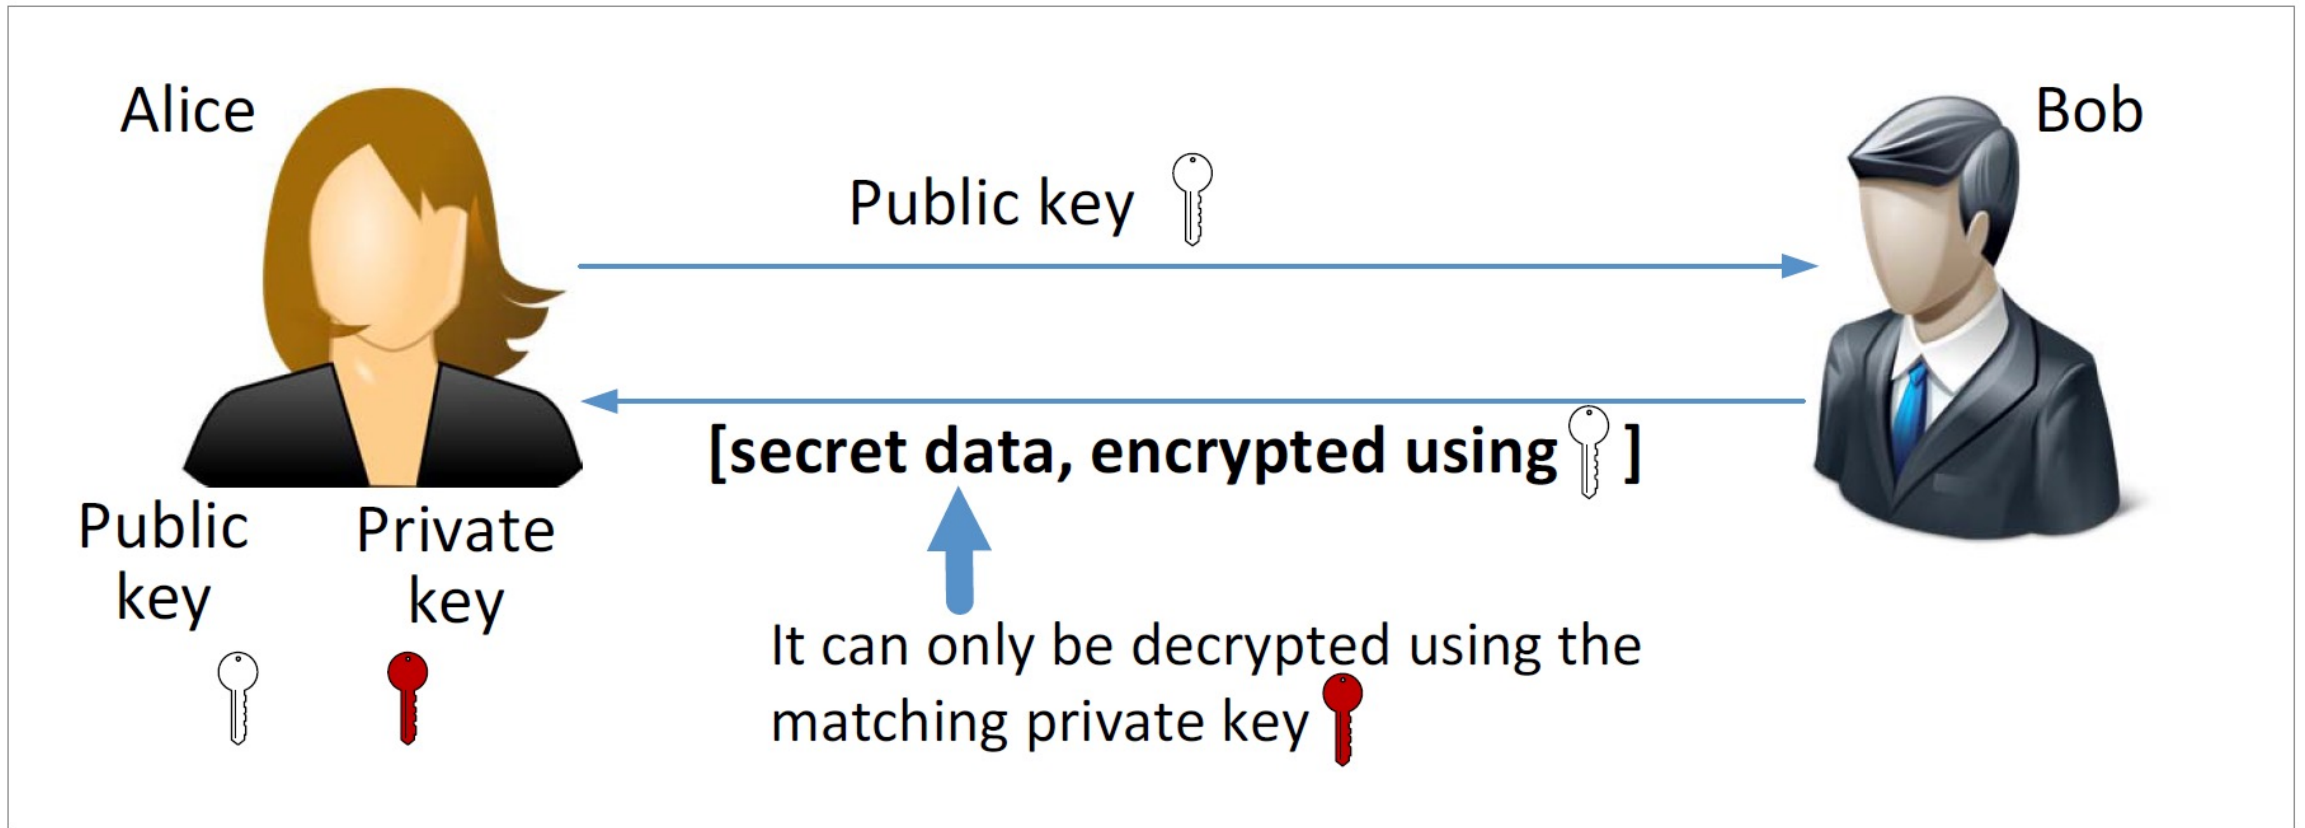 Alice
Bob
Public key
[secret data, encrypted using ]
Public
key
Private
key
It can only be decrypted using the
matching private key